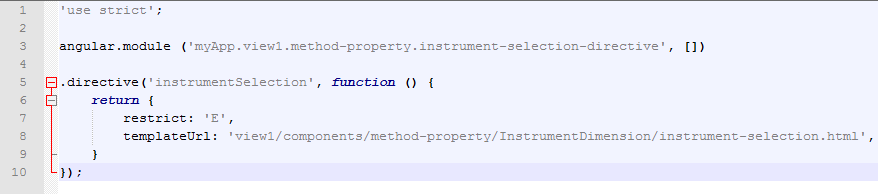 1 'use strict';
2
3 angular.module ('myApp.view1.method-property.instrument-selection-directive', [])
4
5 .directive('instrumentSelection', function () {
6     return {
7         restrict: 'E',
8         templateUrl: 'view1/components/method-property/InstrumentDimension/instrument-selection.html',
9     }
10 });